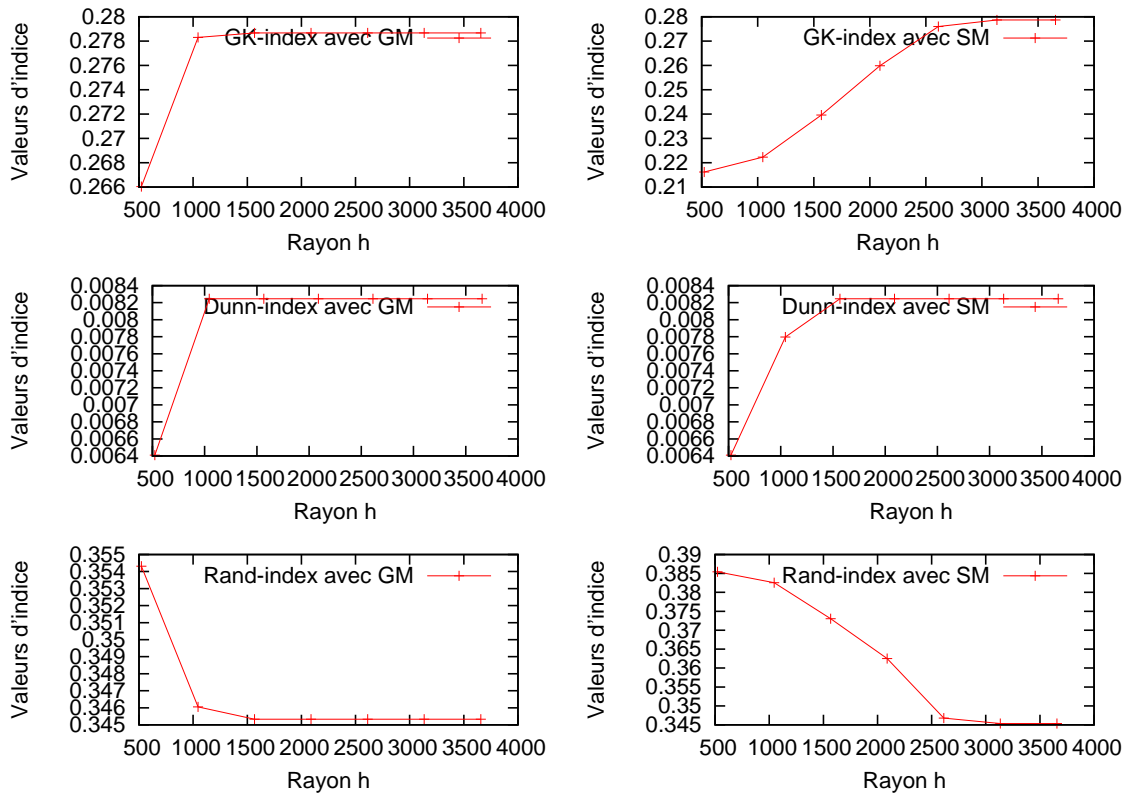 0.28
0.278
0.276
0.274
0.272
0.27
0.268
0.266
500 1000 1500 2000 2500 3000 3500 4000
Valeurs d'indice
Rayon h
GK-index avec GM
0.28
0.27
0.26
0.25
0.24
0.23
0.22
0.21
500 1000 1500 2000 2500 3000 3500 4000
Valeurs d'indice
Rayon h
GK-index avec SM
0.0084
0.0082
0.008
0.0078
0.0076
0.0074
0.0072
0.007
0.0068
0.0066
0.0064
500 1000 1500 2000 2500 3000 3500 4000
Valeurs d'indice
Rayon h
Dunn-index avec GM
0.0084
0.0082
0.008
0.0078
0.0076
0.0074
0.0072
0.007
0.0068
0.0066
0.0064
500 1000 1500 2000 2500 3000 3500 4000
Valeurs d'indice
Rayon h
Dunn-index avec SM
0.355
0.354
0.353
0.352
0.351
0.35
0.349
0.348
0.347
0.346
0.345
500 1000 1500 2000 2500 3000 3500 4000
Valeurs d'indice
Rayon h
Rand-index avec GM
0.39
0.385
0.38
0.375
0.37
0.365
0.36
0.355
0.35
0.345
500 1000 1500 2000 2500 3000 3500 4000
Valeurs d'indice
Rayon h
Rand-index avec SM